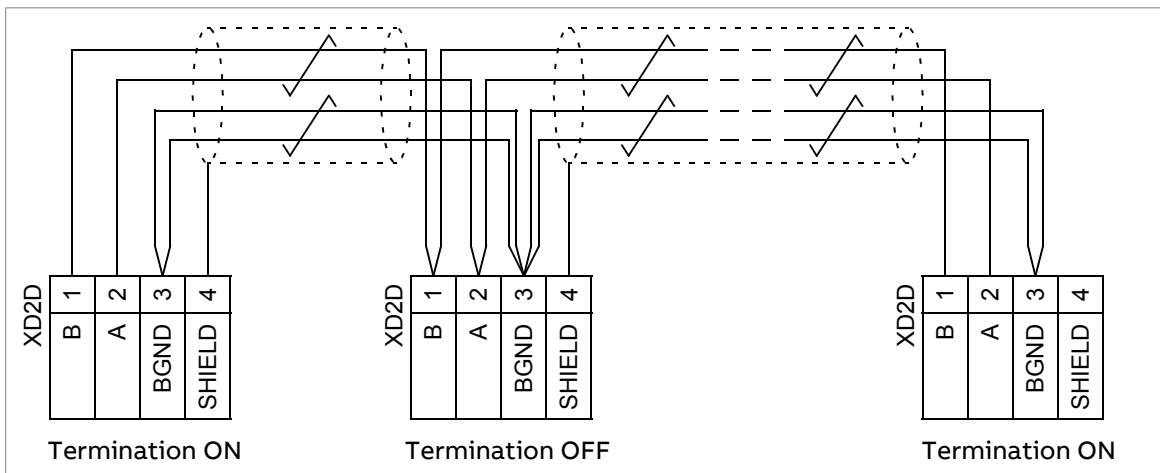 XD2D
1
2
3
4
B
A
BGND
SHIELD
Termination ON
XD2D
1
2
3
4
B
A
BGND
SHIELD
Termination OFF
XD2D
1
2
3
4
B
A
BGND
SHIELD
Termination ON